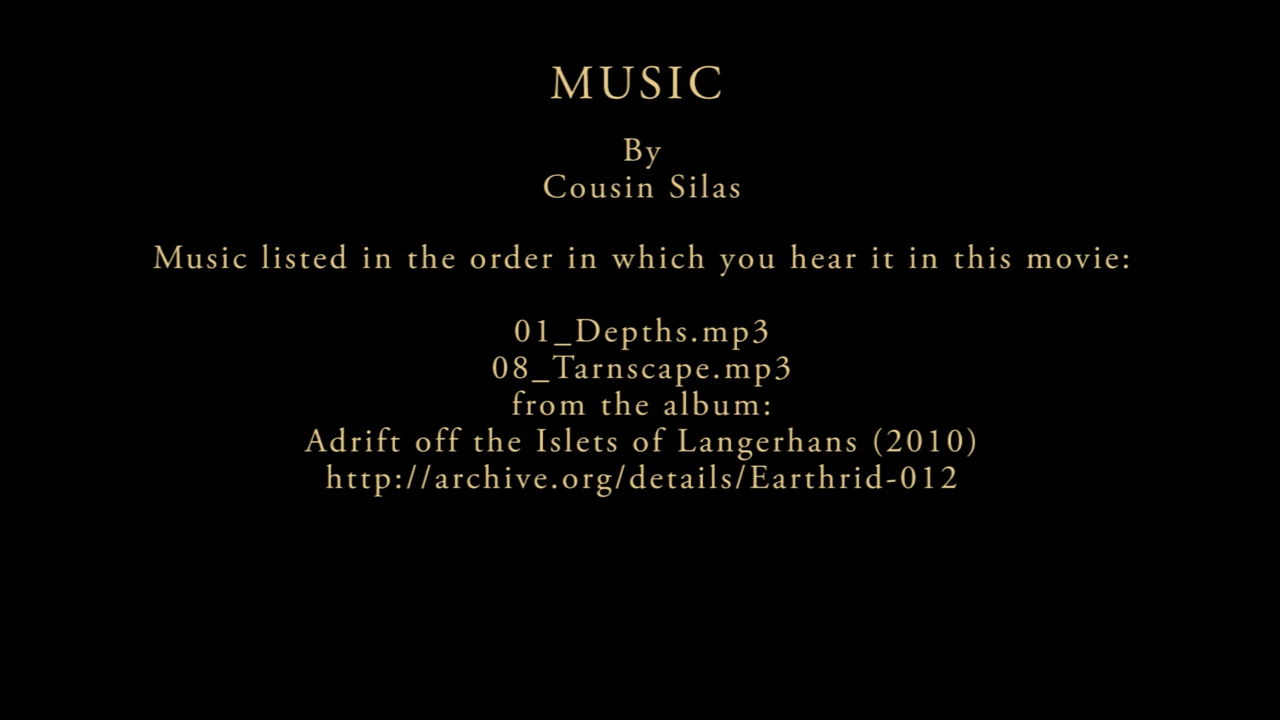 MUSIC
By
Cousin Silas
Music listed in the order in which you hear it in this movie:
01_Depths.mp3
08_Tarnscape.mp3
from the album:
Adrift off the Islets of Langerhans (2010)
http://archive.org/details/Earthrid-012